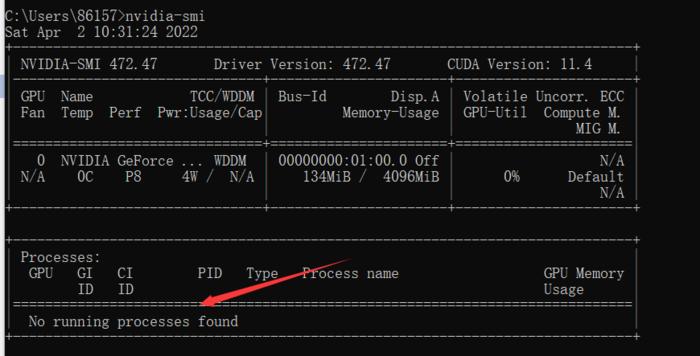 C:\Users\86157>nvidia-smi
Sat Apr  2 10:31:24 2022
NVIDIA-SMI 472.47       Driver Version: 472.47       CUDA Version: 11.4
GPU  Name            TCC/WDDM | Bus-Id        Disp.A | Volatile Uncorr. ECC
Fan  Temp  Perf  Pwr:Usage/Cap|         Memory-Usage | GPU-Util  Compute M.
MIG M.
0  NVIDIA GeForce ...  WDDM | 00000000:01:00.0 Off | N/A
N/A    0C    P8     4W /  N/A | 134MiB /  4096MiB | 0%      Default
N/A
Processes:
GPU   GI   CI        PID   Type   Process name                  GPU Memory
ID   ID                                                   Usage
No running processes found